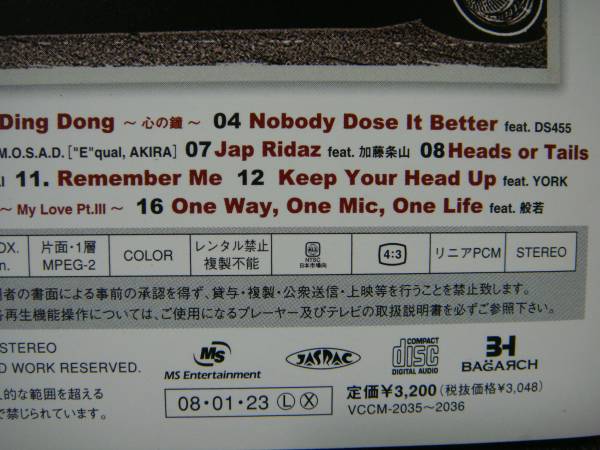 Ding Dong ～ 心の鐘 ～ 04 Nobody Dose It Better feat. DS455
M.O.S.A.D. ["E"qual, AKIRA] 07 Jap Ridaz feat. 加藤条山 08 Heads or Tails
I 11. Remember Me 12 Keep Your Head Up feat. YORK
～ My Love Pt.III ～ 16 One Way, One Mic, One Life feat. 般若
OX. 片面・1層 COLOR レンタル禁止 NTSC 4:3 リニアPCM STEREO
n. MPEG-2 複製不能 日本市場向
用者の書面による事前の承認を得ず、貸与・複製・公衆送信・上映等を行うことを禁止します。
各再生機能操作については、ご使用になるプレーヤー及びテレビの取扱説明書を必ずご参照下さい。
STEREO
D WORK RESERVED.
MS
MS Entertainment
JASRAC
COMPACT
disc
DIGITAL AUDIO
BAGARCH
人的な範囲を超える
で禁じられています。
08・01・23 Ⓛ Ⓧ
定価¥3,200 (税抜価格¥3,048)
VCCM-2035～2036